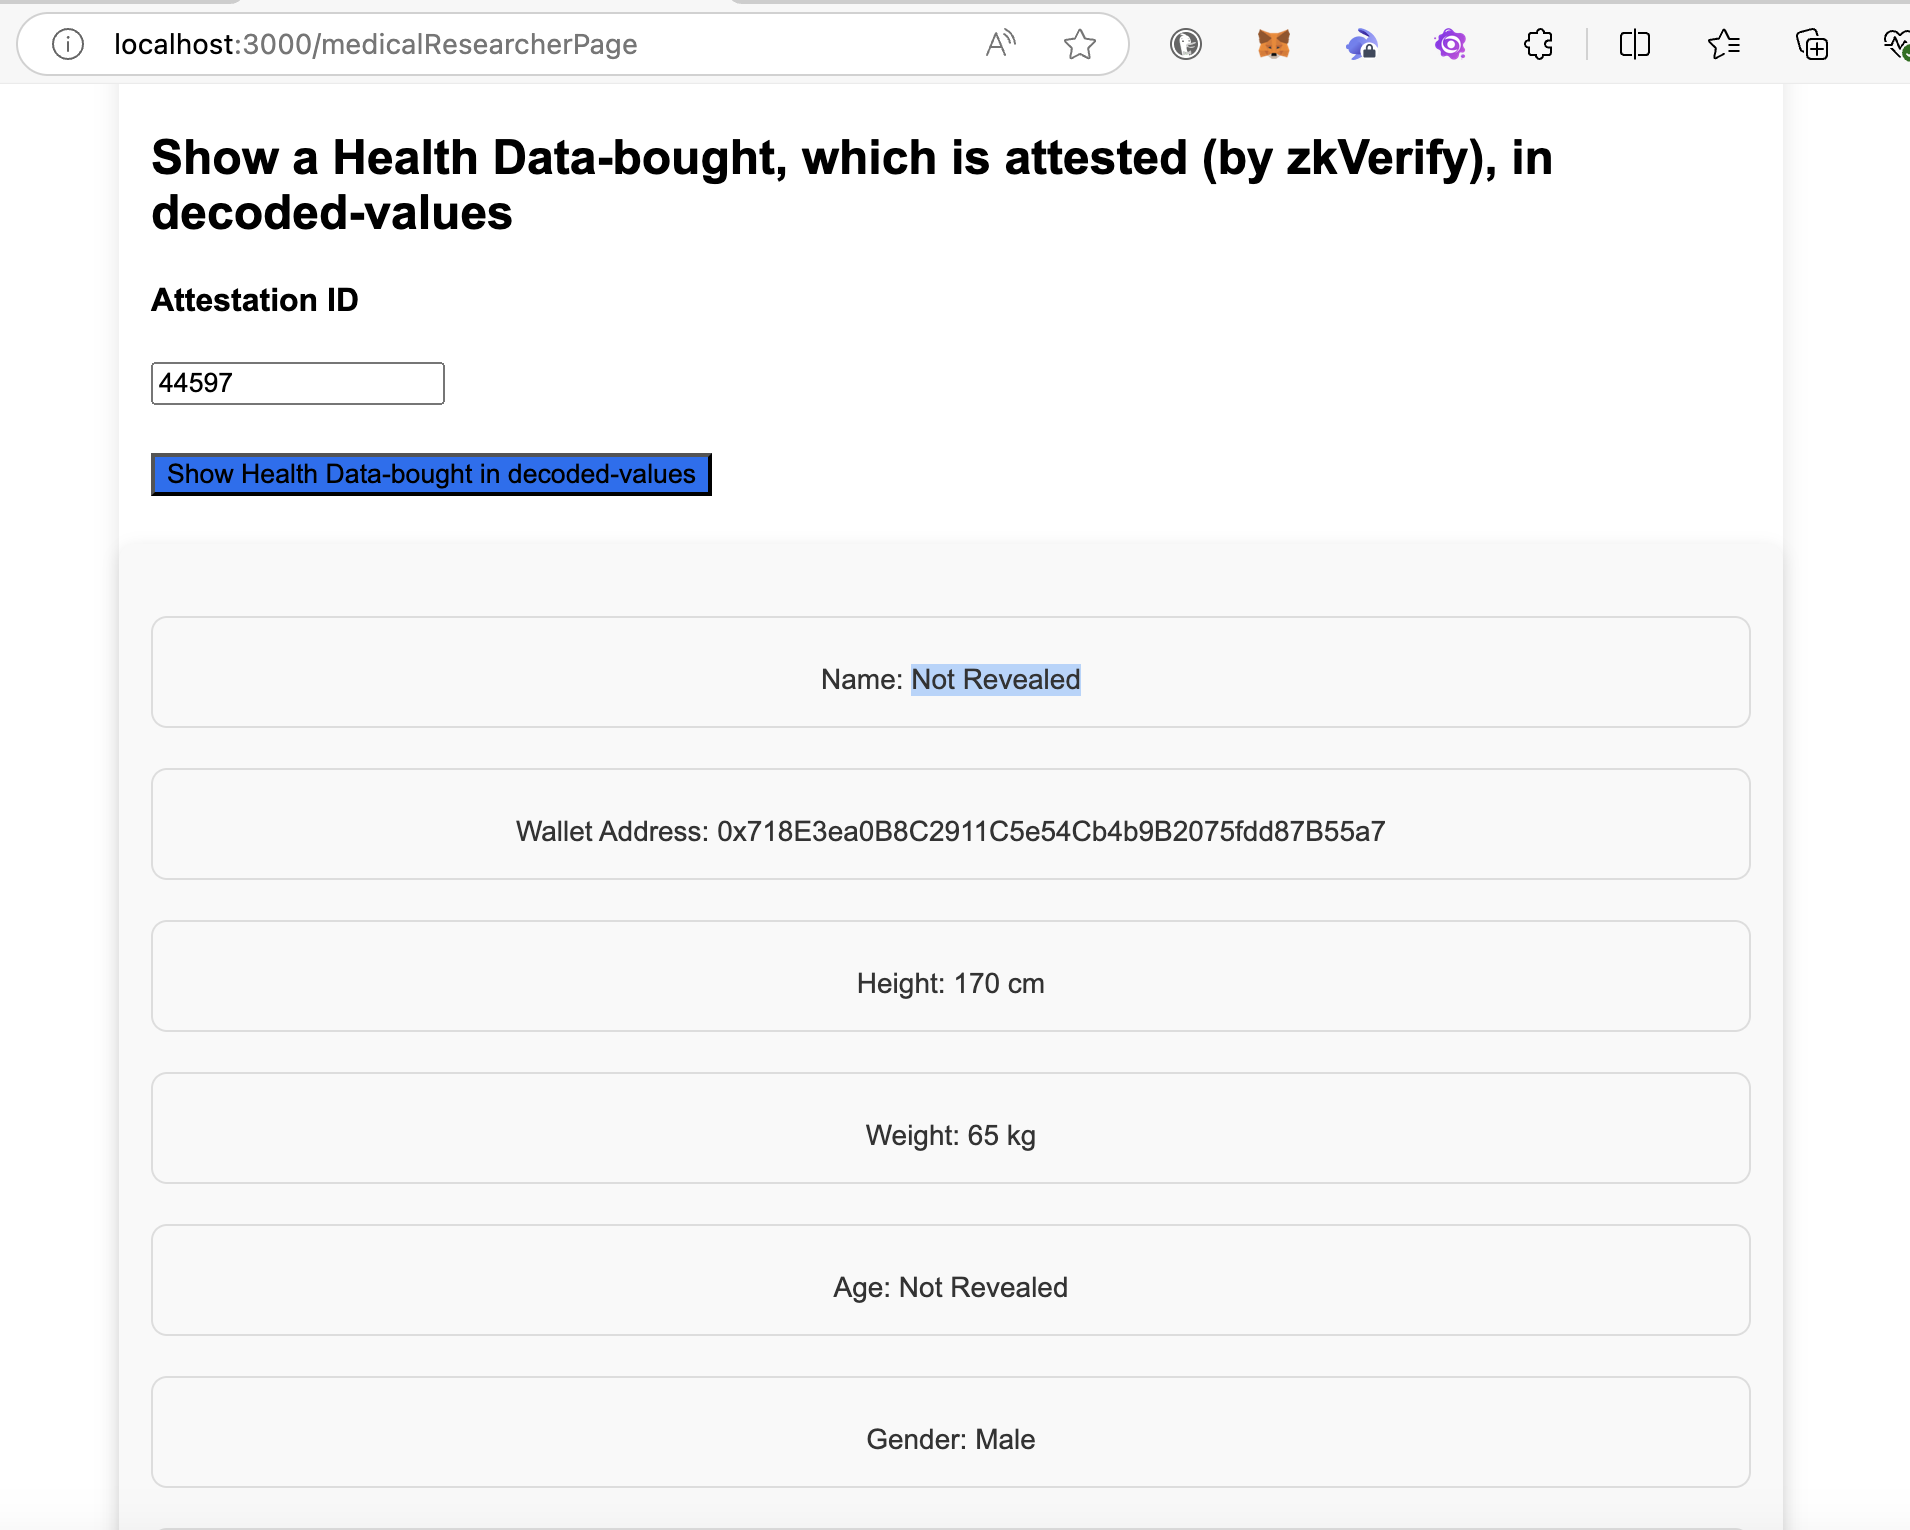 localhost:3000/medicalResearcherPage
Show a Health Data-bought, which is attested (by zkVerify), in
decoded-values
Attestation ID
44597
Show Health Data-bought in decoded-values
Name: Not Revealed
Wallet Address: 0x718E3ea0B8C2911C5e54Cb4b9B2075fdd87B55a7
Height: 170 cm
Weight: 65 kg
Age: Not Revealed
Gender: Male